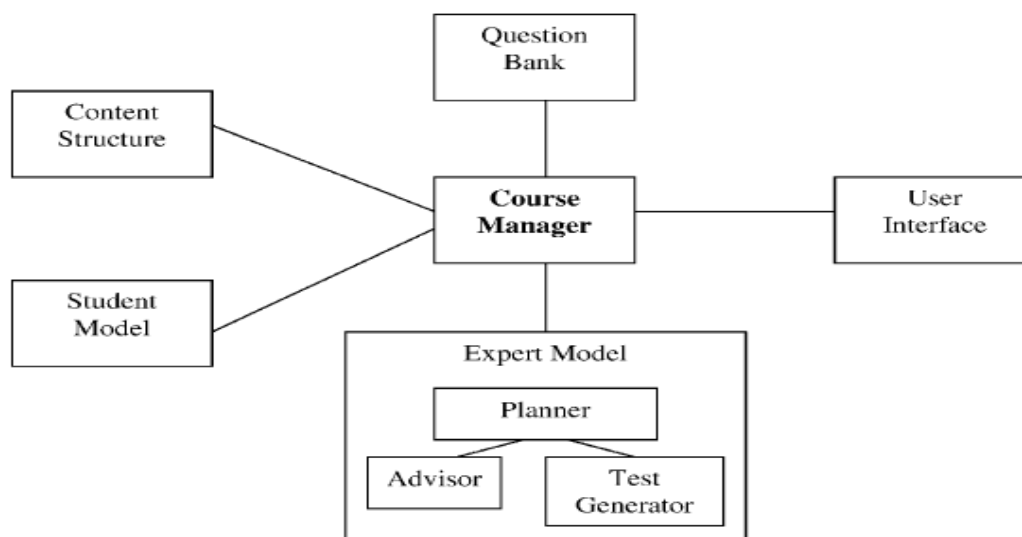 Question
Bank
Content
Structure
Course
Manager
User
Interface
Student
Model
Expert Model
Planner
Advisor
Test
Generator